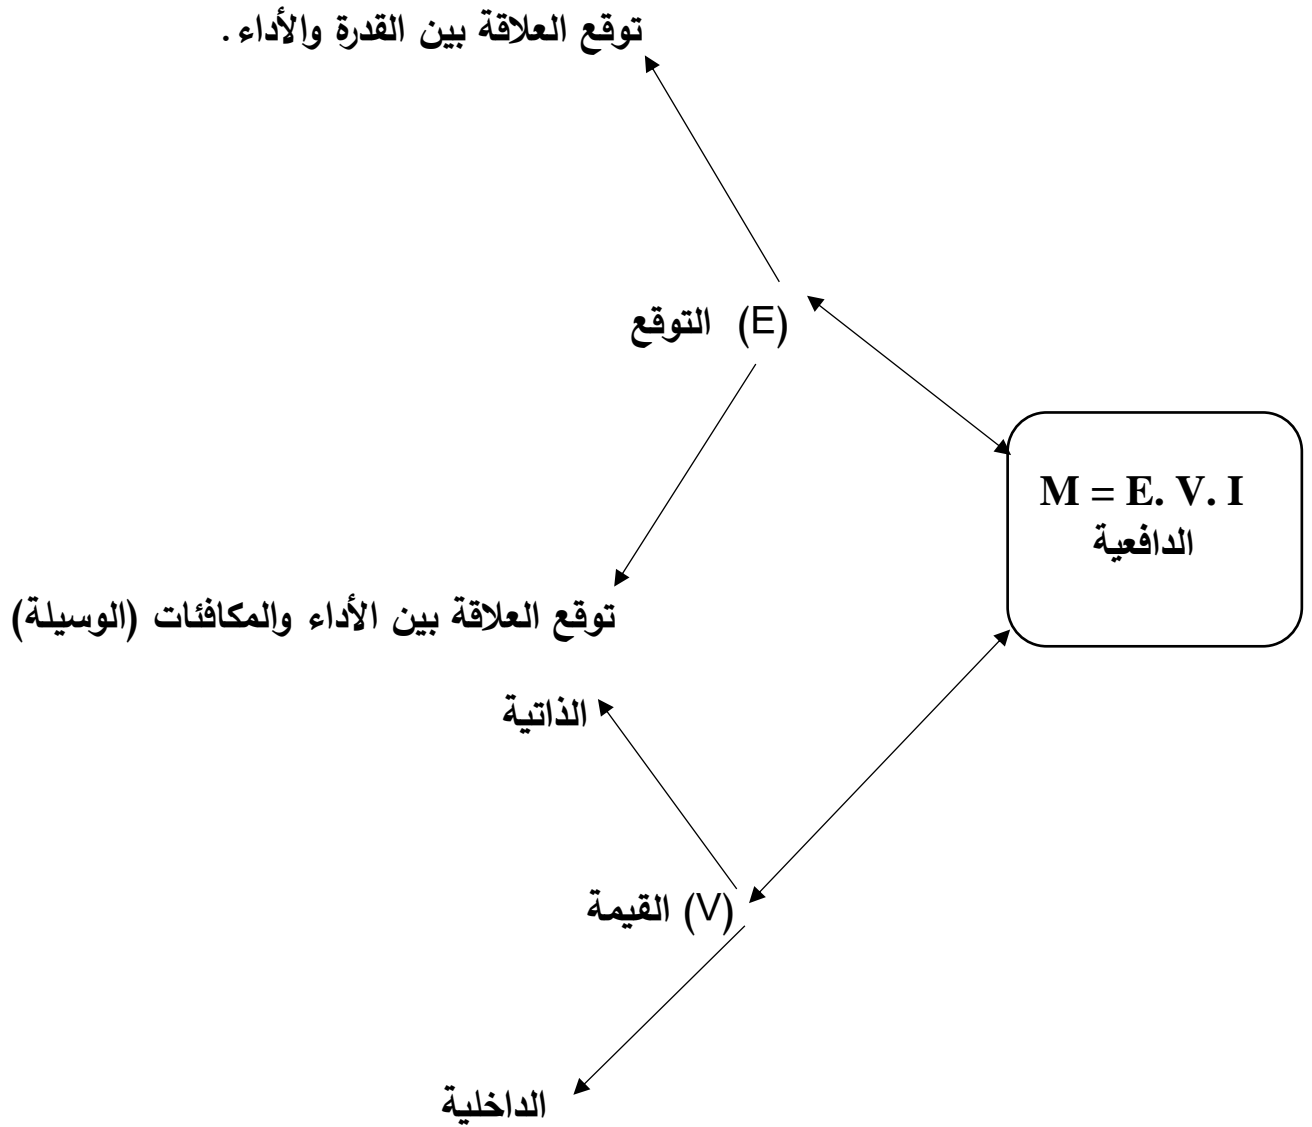 توقع العلاقة بين القدرة والأداء .
(E) التوقع
M = E. V. I
الدافعية
توقع العلاقة بين الأداء والمكافئات (الوسيلة)
الذاتية
(V) القيمة
الداخلية